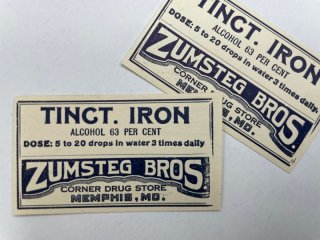 TINCT. IRON
ALCOHOL 63 PER CENT
DOSE: 5 to 20 drops in water 3 times daily
ZUMSTEG BROS
CORNER DRUG STORE
MEMPHIS, MO.
TINCT. IRON
ALCOHOL 63 PER CENT
DOSE: 5 to 20 drops in water 3 times daily
ZUMSTEG BROS.
CORNER DRUG STORE
MEMPHIS, MO.